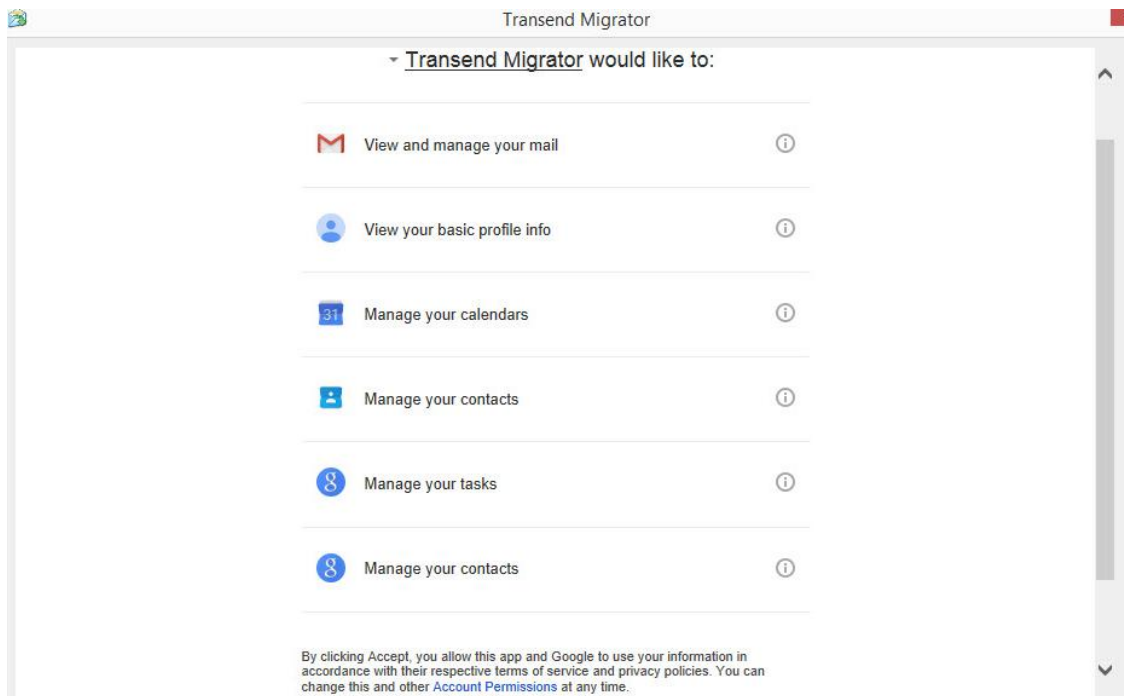 Transend Migrator
Transend Migrator would like to:
View and manage your mail
View your basic profile info
31 Manage your calendars
Manage your contacts
8 Manage your tasks
8 Manage your contacts
By clicking Accept, you allow this app and Google to use your information in
accordance with their respective terms of service and privacy policies. You can
change this and other Account Permissions at any time.